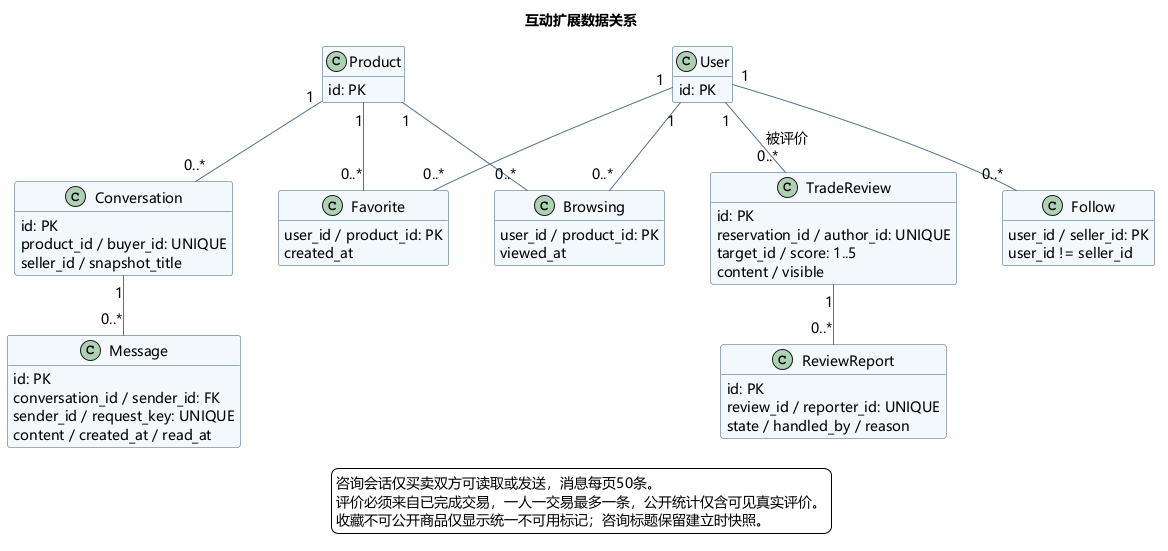 互动扩展数据关系
C Product
id: PK
C User
id: PK
1
1
1
1
1
1
1
被评价
0..*
0..*
0..*
0..*
0..*
0..*
0..*
C Conversation
id: PK
product_id / buyer_id: UNIQUE
seller_id / snapshot_title
C Favorite
user_id / product_id: PK
created_at
C Browsing
user_id / product_id: PK
viewed_at
C TradeReview
id: PK
reservation_id / author_id: UNIQUE
target_id / score: 1..5
content / visible
C Follow
user_id / seller_id: PK
user_id != seller_id
1
0..*
1
0..*
C Message
id: PK
conversation_id / sender_id: FK
sender_id / request_key: UNIQUE
content / created_at / read_at
C ReviewReport
id: PK
review_id / reporter_id: UNIQUE
state / handled_by / reason
咨询会话仅买卖双方可读取或发送，消息每页50条。
评价必须来自已完成交易，一人一交易最多一条，公开统计仅含可见真实评价。
收藏不可公开商品仅显示统一不可用标记；咨询标题保留建立时快照。